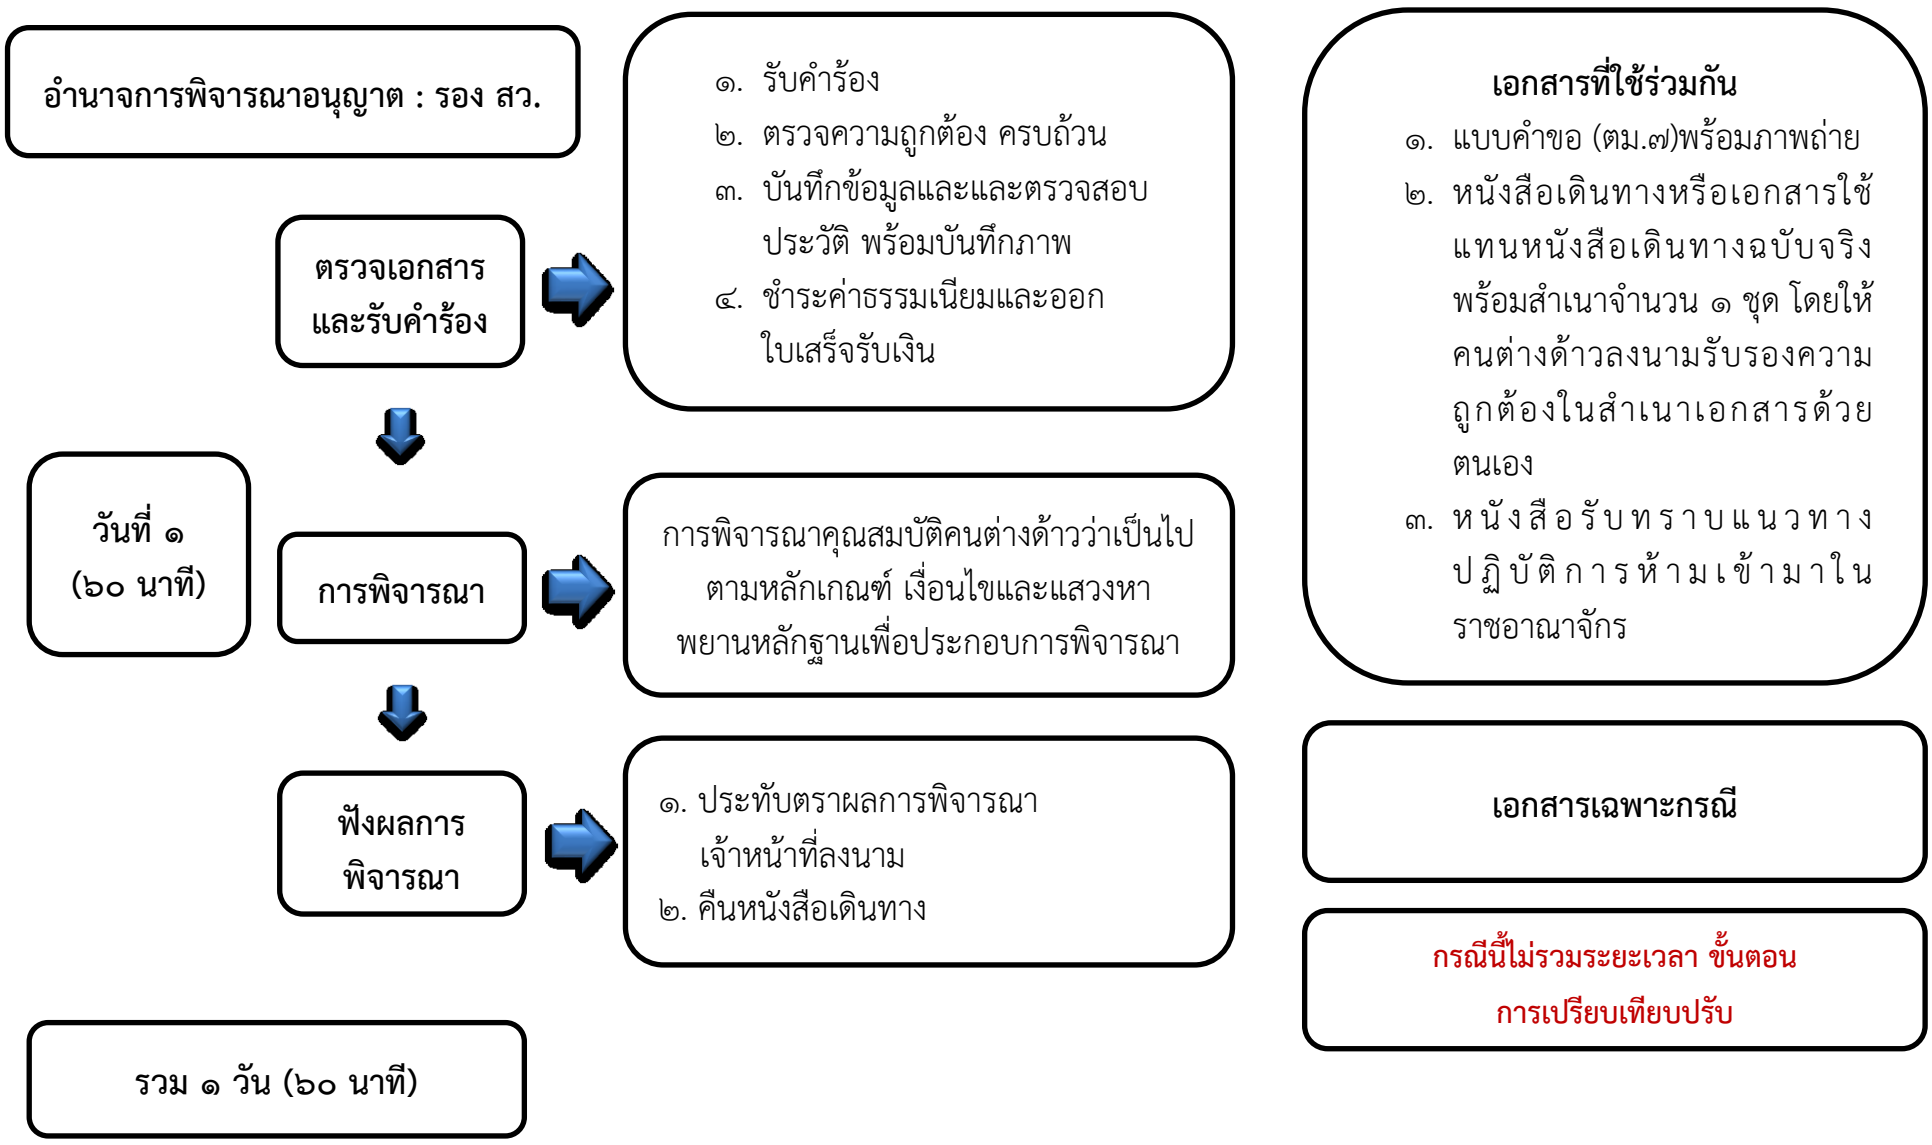 อำนาจการพิจารณาอนุญาต : รอง สว.
ตรวจเอกสาร
และรับคำร้อง
๑. รับคำร้อง
๒. ตรวจความถูกต้อง ครบถ้วน
๓. บันทึกข้อมูลและและตรวจสอบ
ประวัติ พร้อมบันทึกภาพ
๔. ชำระค่าธรรมเนียมและออก
ใบเสร็จรับเงิน
วันที่ ๑
(๖๐ นาที)
การพิจารณา
การพิจารณาคุณสมบัติคนต่างด้าวว่าเป็นไป
ตามหลักเกณฑ์ เงื่อนไขและแสวงหา
พยานหลักฐานเพื่อประกอบการพิจารณา
ฟังผลการ
พิจารณา
๑. ประทับตราผลการพิจารณา
เจ้าหน้าที่ลงนาม
๒. คืนหนังสือเดินทาง
รวม ๑ วัน (๖๐ นาที)
เอกสารที่ใช้ร่วมกัน
๑. แบบคำขอ (ตม.๗)พร้อมภาพถ่าย
๒. หนังสือเดินทางหรือเอกสารใช้
แทนหนังสือเดินทางฉบับจริง
พร้อมสำเนาจำนวน ๑ ชุด โดยให้
คนต่างด้าวลงนามรับรองความ
ถูกต้องในสำเนาเอกสารด้วย
ตนเอง
๓. หนังสือรับทราบแนวทาง
ปฏิบัติการห้ามเข้ามาใน
ราชอาณาจักร
เอกสารเฉพาะกรณี
กรณีนี้ไม่รวมระยะเวลา ขั้นตอน
การเปรียบเทียบปรับ